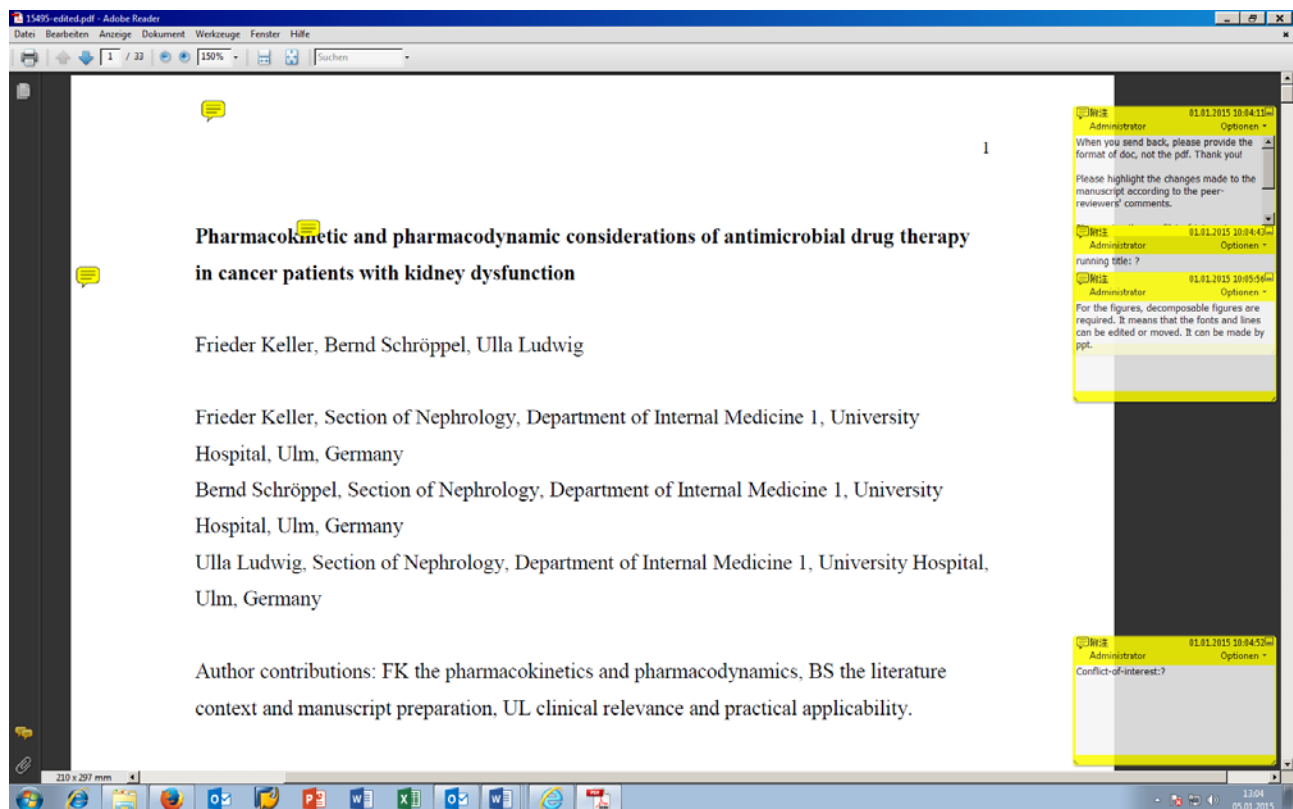 15495-edited.pdf - Adobe Reader
Datei Bearbeiten Anzeige Dokument Werkzeuge Fenster Hilfe
1 / 33 150% Suchen
1
Pharmacokinetic and pharmacodynamic considerations of antimicrobial drug therapy
in cancer patients with kidney dysfunction
Frieder Keller, Bernd Schröppel, Ulla Ludwig
Frieder Keller, Section of Nephrology, Department of Internal Medicine 1, University
Hospital, Ulm, Germany
Bernd Schröppel, Section of Nephrology, Department of Internal Medicine 1, University
Hospital, Ulm, Germany
Ulla Ludwig, Section of Nephrology, Department of Internal Medicine 1, University Hospital,
Ulm, Germany
Author contributions: FK the pharmacokinetics and pharmacodynamics, BS the literature
context and manuscript preparation, UL clinical relevance and practical applicability.
附注 01.01.2015 10:04:11
Administrator Optionen
When you send back, please provide the
format of doc, not the pdf. Thank you!
Please highlight the changes made to the
manuscript according to the peer-
reviewers' comments.
附注 01.01.2015 10:04:43
Administrator Optionen
running title: ?
附注 01.01.2015 10:05:56
Administrator Optionen
For the figures, decomposable figures are
required. It means that the fonts and lines
can be edited or moved. It can be made by
ppt.
附注 01.01.2015 10:04:52
Administrator Optionen
Conflict-of-interest:?
210 x 297 mm
13:04
05.01.2015